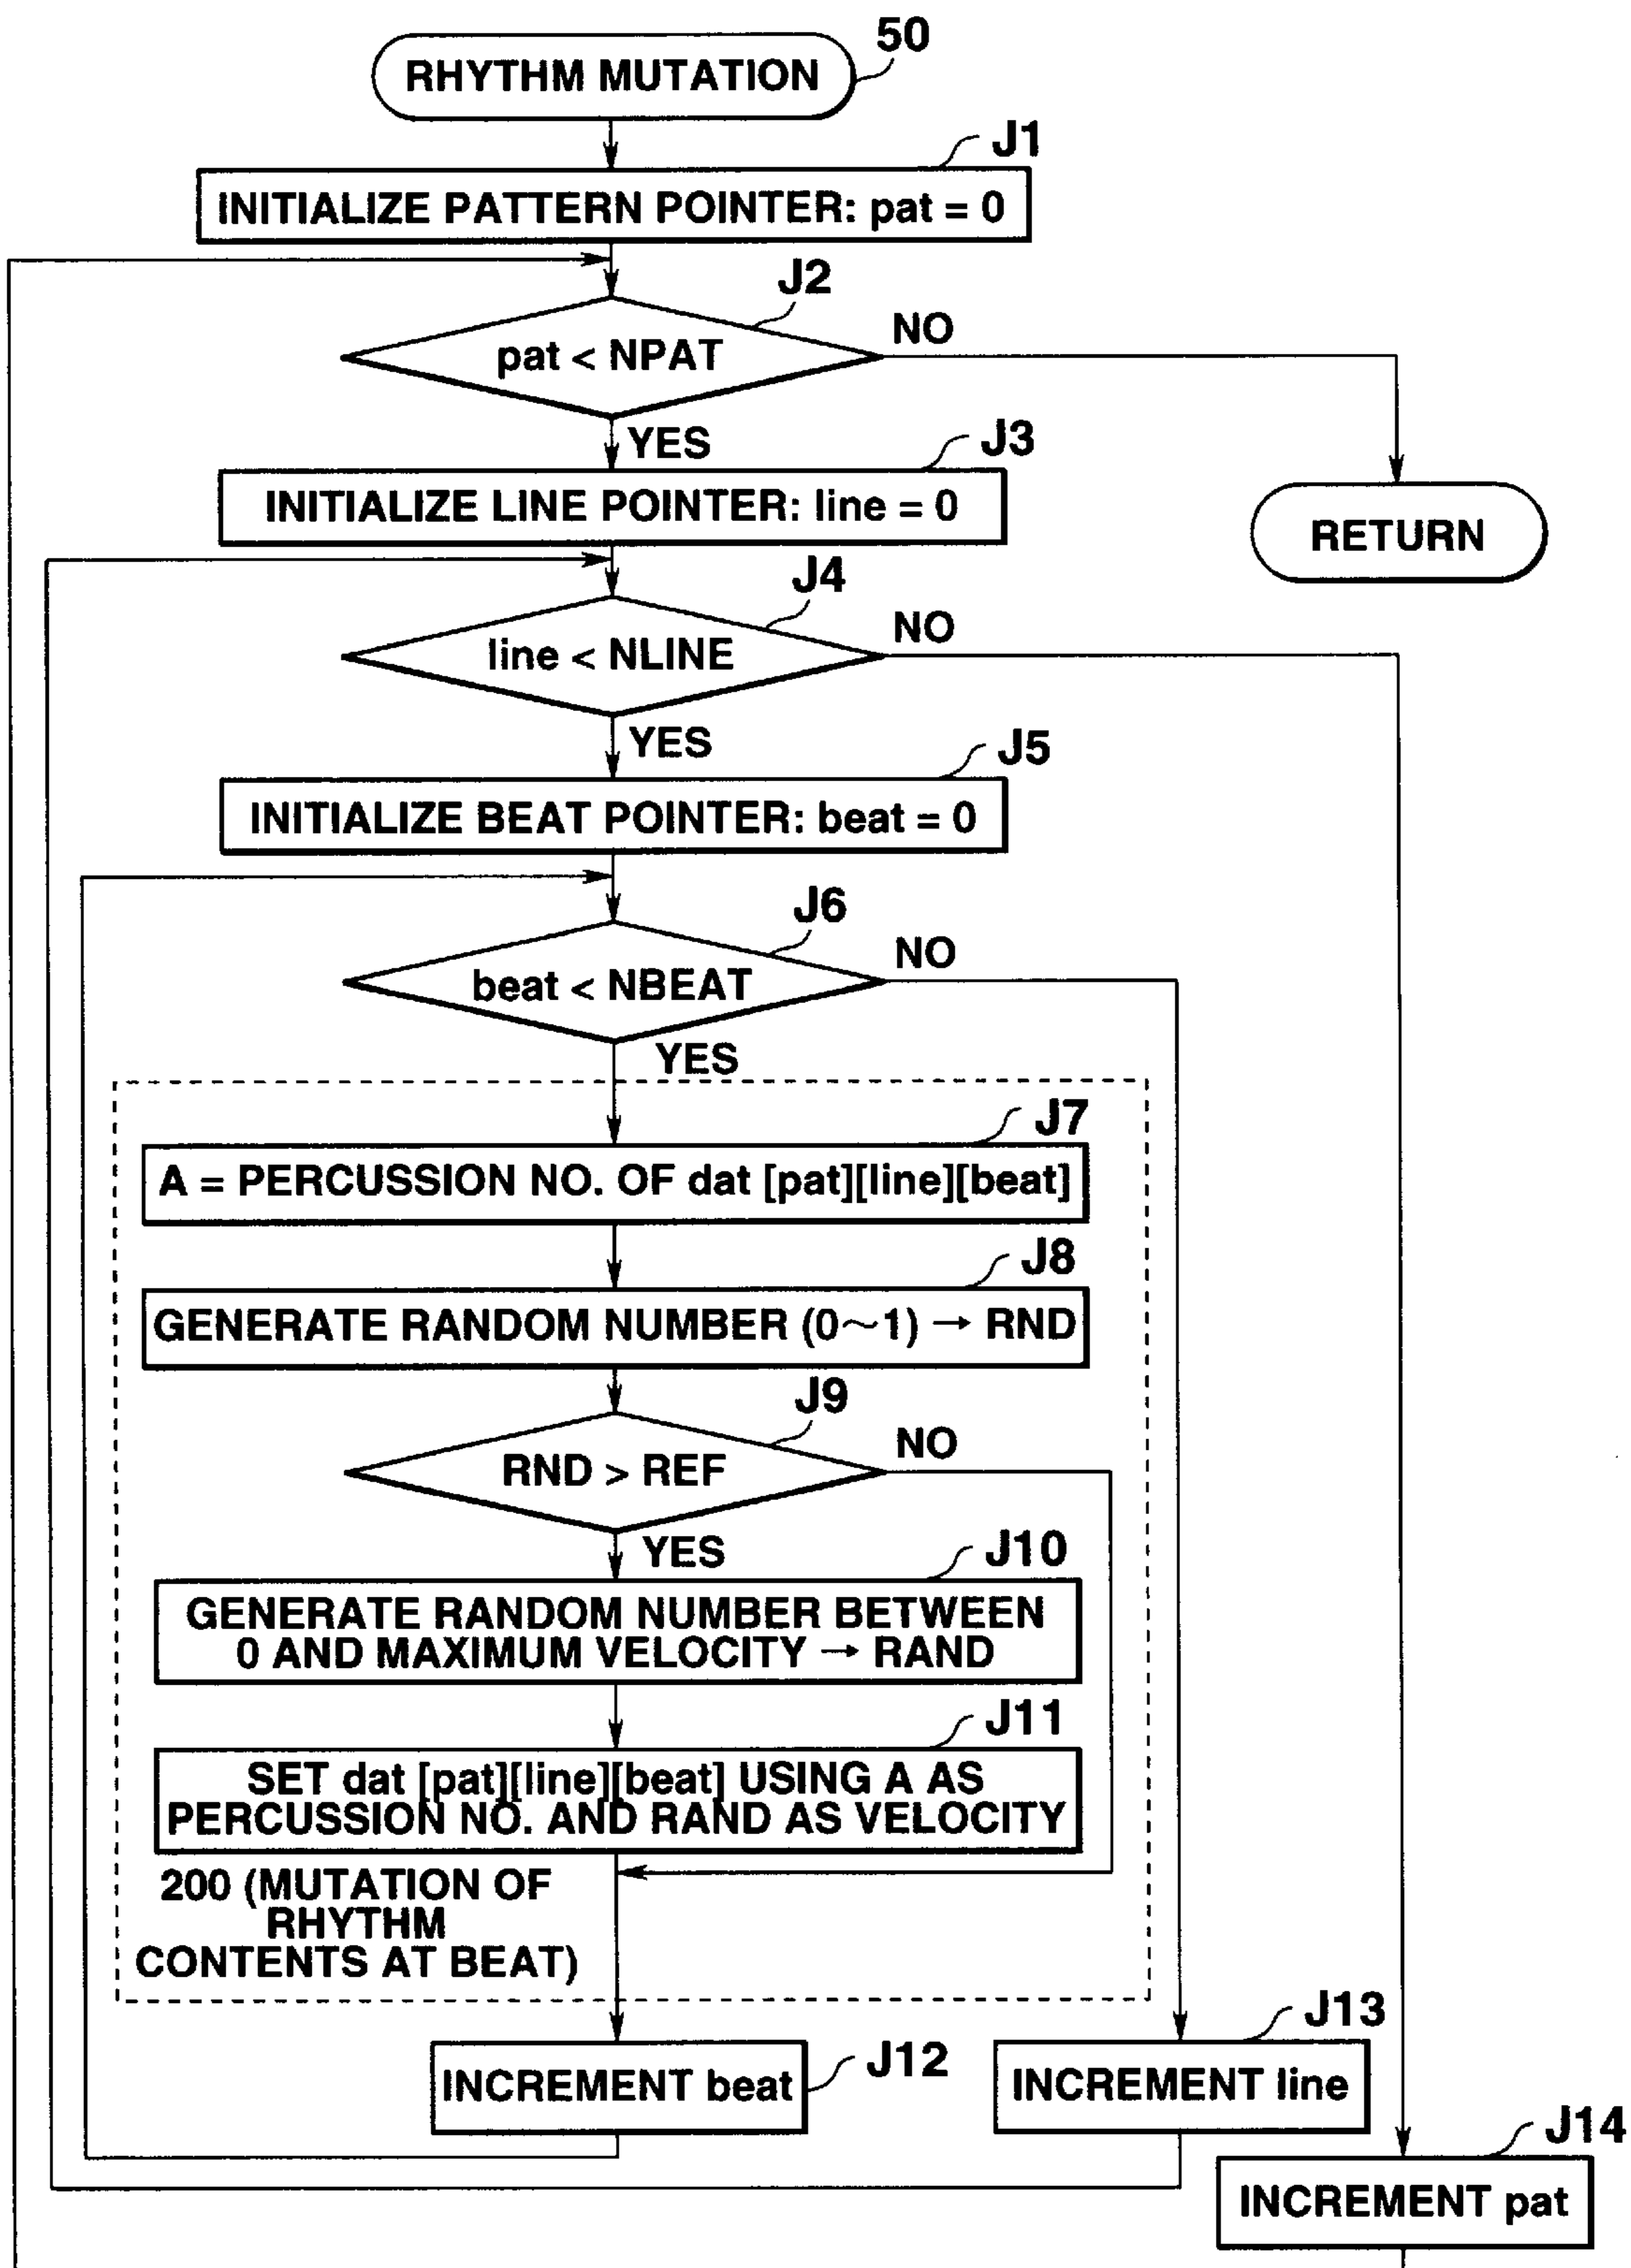 50
RHYTHM MUTATION
J1
INITIALIZE PATTERN POINTER: pat = 0
J2
pat < NPAT
NO
YES
J3
INITIALIZE LINE POINTER: line = 0
RETURN
J4
line < NLINE
NO
YES
J5
INITIALIZE BEAT POINTER: beat = 0
J6
beat < NBEAT
NO
YES
J7
A = PERCUSSION NO. OF dat [pat][line][beat]
J8
GENERATE RANDOM NUMBER (0～1) → RND
J9
RND > REF
NO
YES
J10
GENERATE RANDOM NUMBER BETWEEN
0 AND MAXIMUM VELOCITY → RAND
J11
SET dat [pat][line][beat] USING A AS
PERCUSSION NO. AND RAND AS VELOCITY
200 (MUTATION OF
RHYTHM
CONTENTS AT BEAT)
J12
INCREMENT beat
J13
INCREMENT line
J14
INCREMENT pat